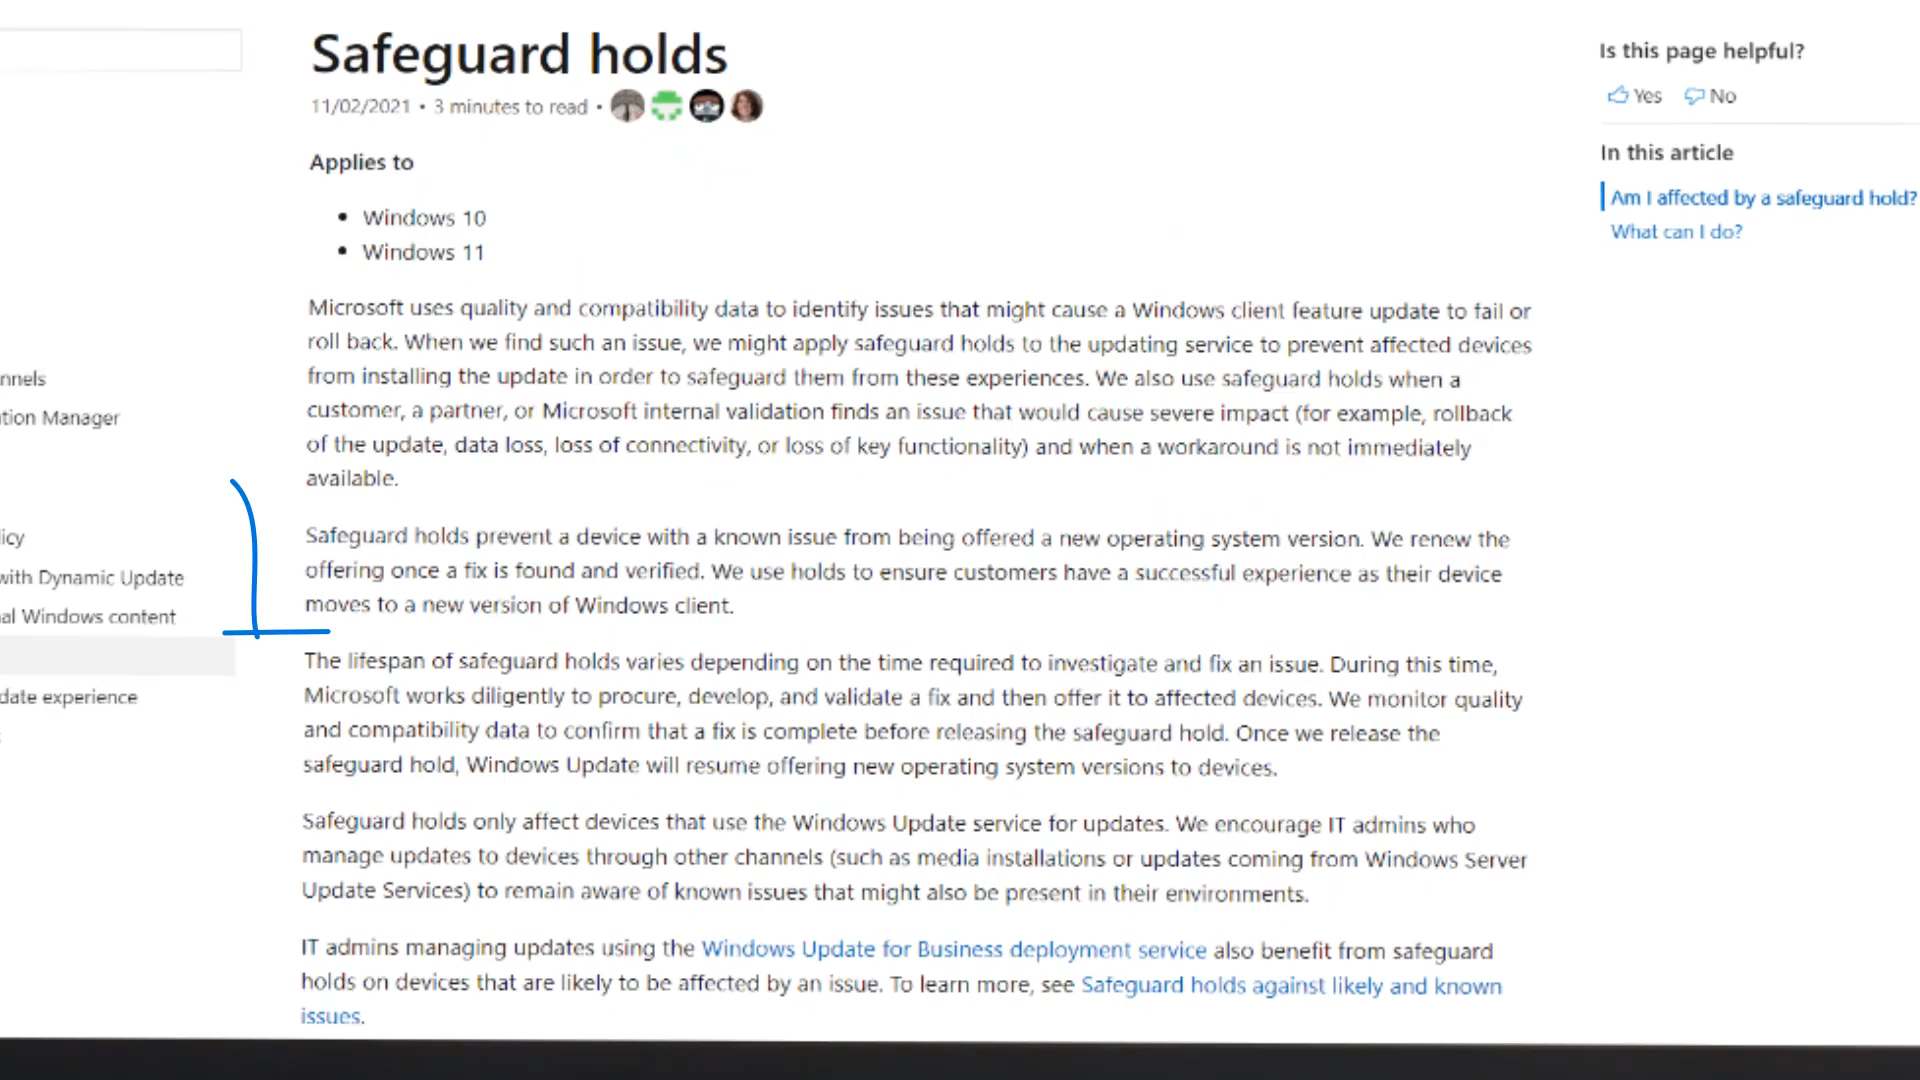 Safeguard holds
11/02/2021 • 3 minutes to read •
Applies to
• Windows 10
• Windows 11
Microsoft uses quality and compatibility data to identify issues that might cause a Windows client feature update to fail or
roll back. When we find such an issue, we might apply safeguard holds to the updating service to prevent affected devices
from installing the update in order to safeguard them from these experiences. We also use safeguard holds when a
customer, a partner, or Microsoft internal validation finds an issue that would cause severe impact (for example, rollback
of the update, data loss, loss of connectivity, or loss of key functionality) and when a workaround is not immediately
available.
Safeguard holds prevent a device with a known issue from being offered a new operating system version. We renew the
offering once a fix is found and verified. We use holds to ensure customers have a successful experience as their device
moves to a new version of Windows client.
The lifespan of safeguard holds varies depending on the time required to investigate and fix an issue. During this time,
Microsoft works diligently to procure, develop, and validate a fix and then offer it to affected devices. We monitor quality
and compatibility data to confirm that a fix is complete before releasing the safeguard hold. Once we release the
safeguard hold, Windows Update will resume offering new operating system versions to devices.
Safeguard holds only affect devices that use the Windows Update service for updates. We encourage IT admins who
manage updates to devices through other channels (such as media installations or updates coming from Windows Server
Update Services) to remain aware of known issues that might also be present in their environments.
IT admins managing updates using the Windows Update for Business deployment service also benefit from safeguard
holds on devices that are likely to be affected by an issue. To learn more, see Safeguard holds against likely and known
issues.
nnels
tion Manager
icy
with Dynamic Update
al Windows content
date experience
Is this page helpful?
Yes No
In this article
Am I affected by a safeguard hold?
What can I do?